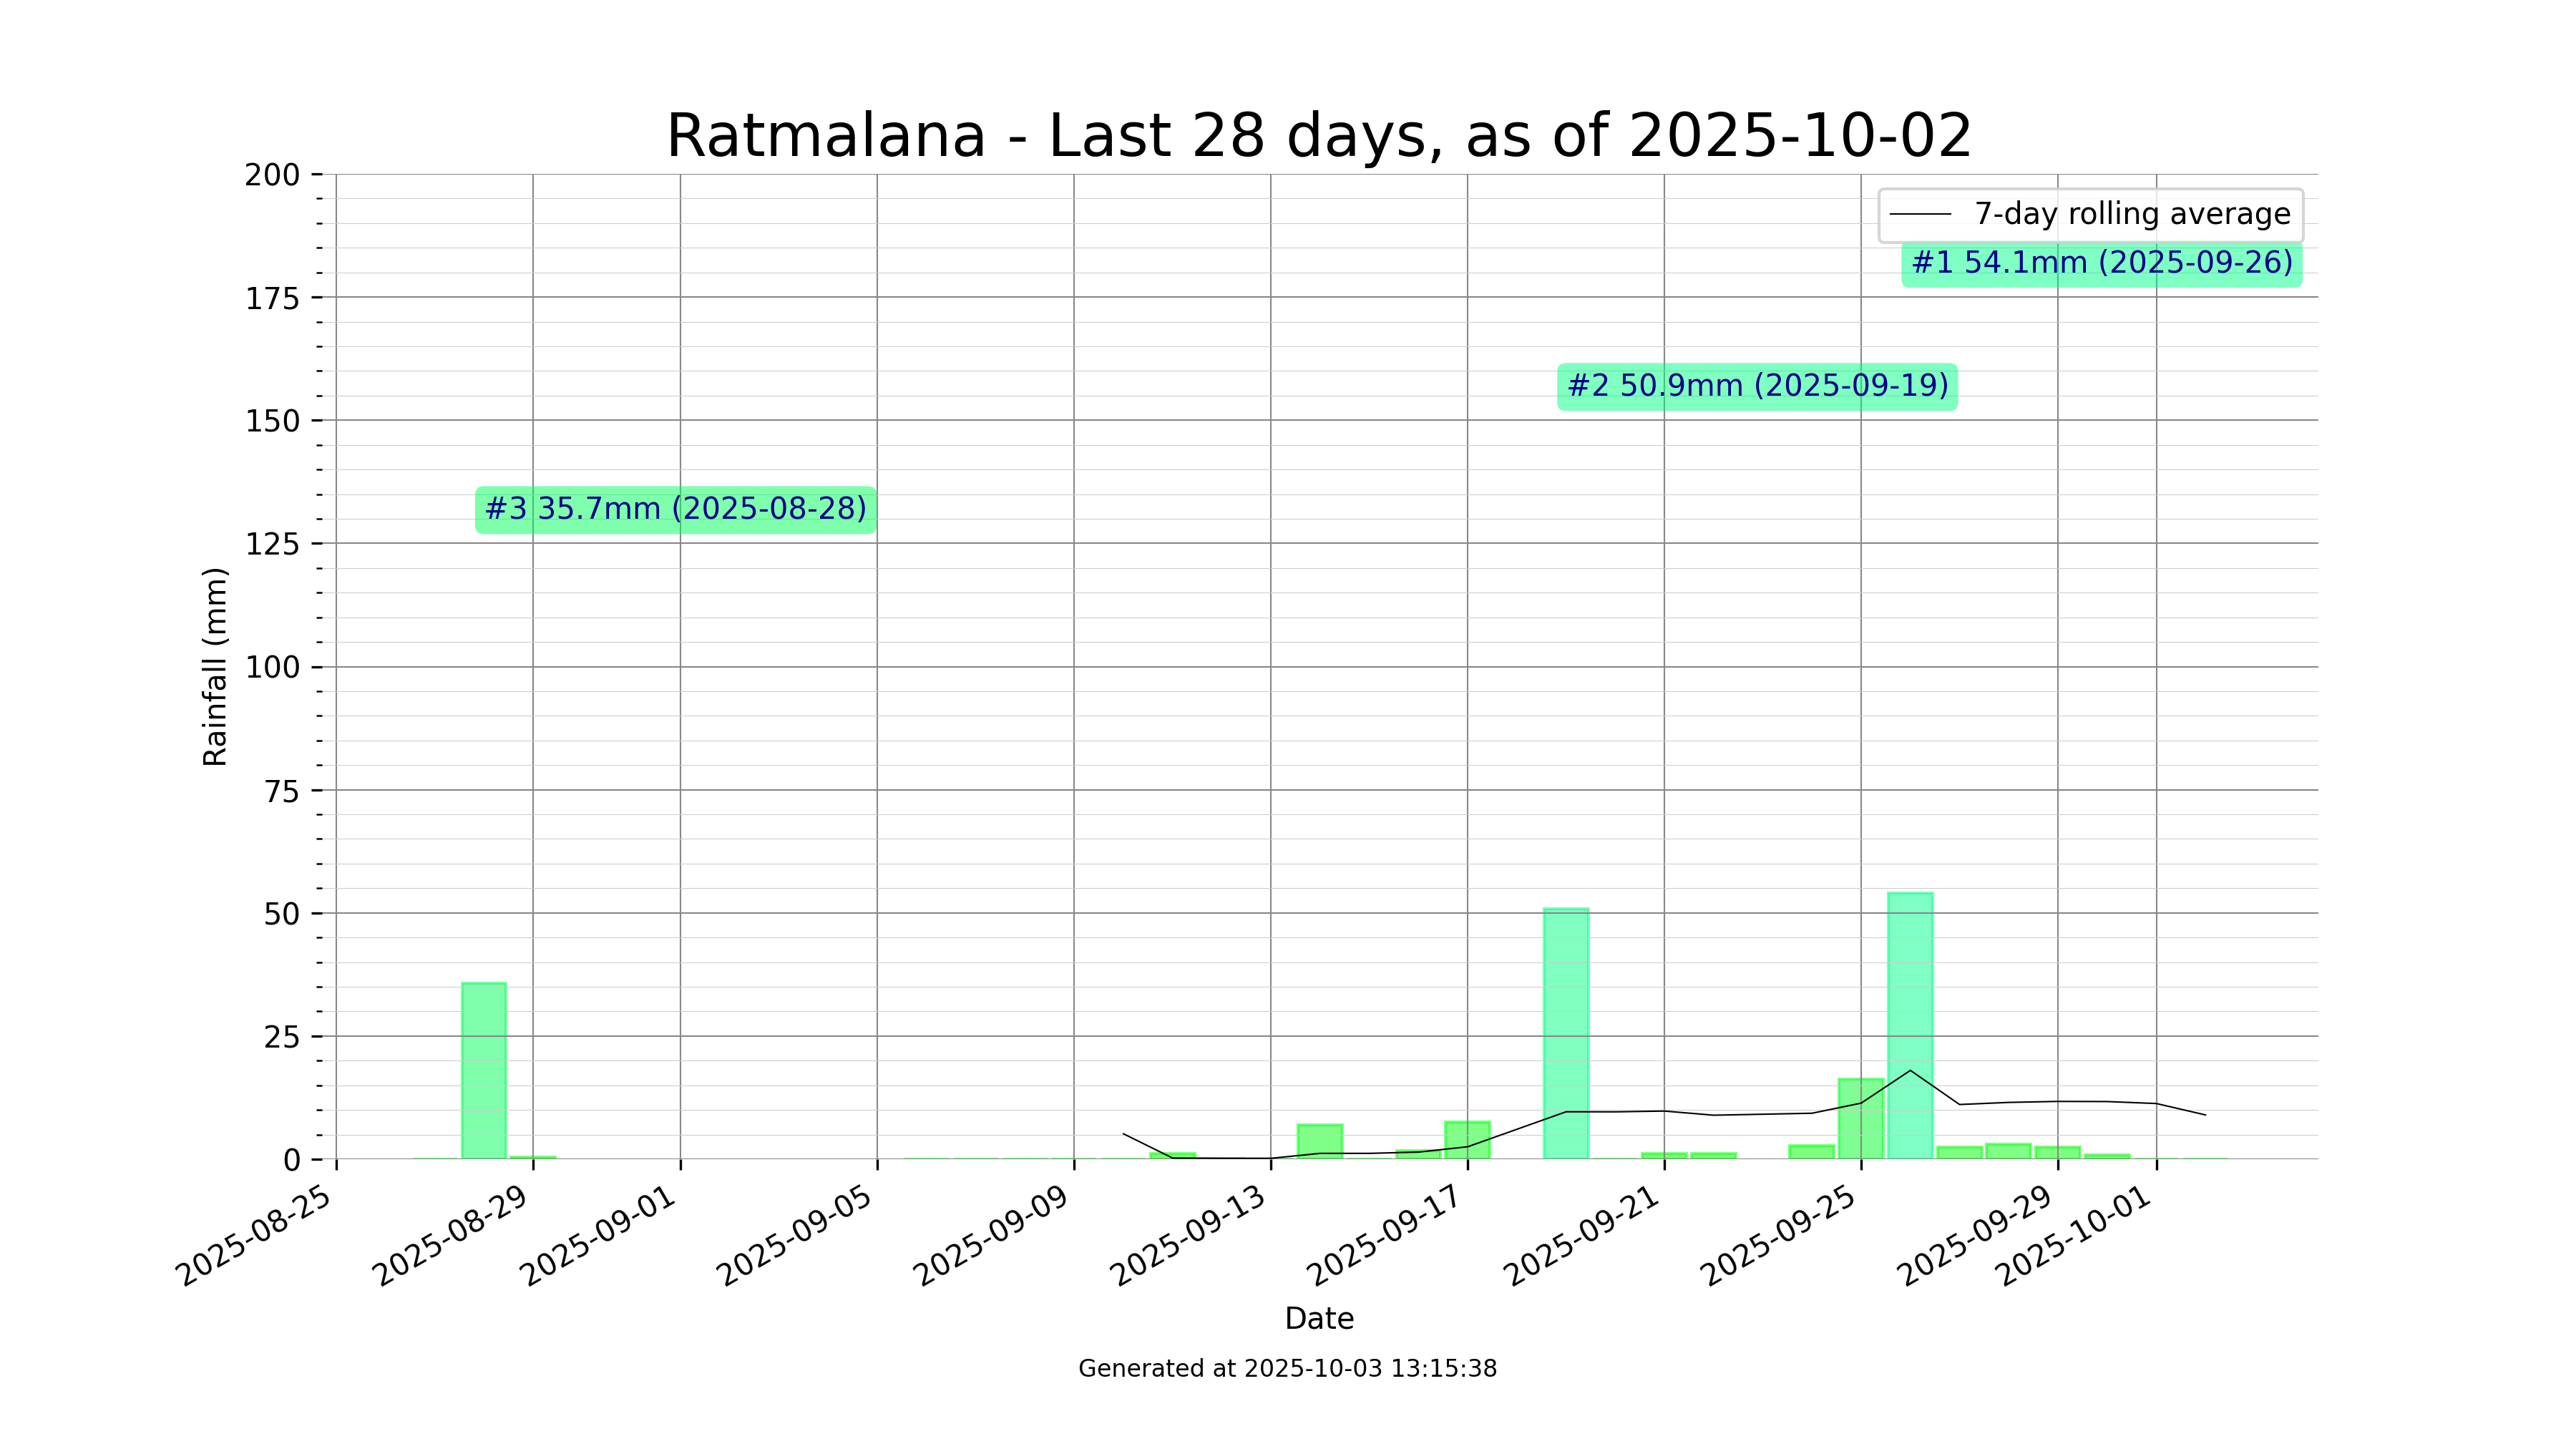 Ratmalana - Last 28 days, as of 2025-10-02
200
175
150
125
100
75
50
25
0
Rainfall (mm)
7-day rolling average
#1 54.1mm (2025-09-26)
#2 50.9mm (2025-09-19)
#3 35.7mm (2025-08-28)
2025-08-25
2025-08-29
2025-09-01
2025-09-05
2025-09-09
2025-09-13
2025-09-17
2025-09-21
2025-09-25
2025-09-29
2025-10-01
Date
Generated at 2025-10-03 13:15:38